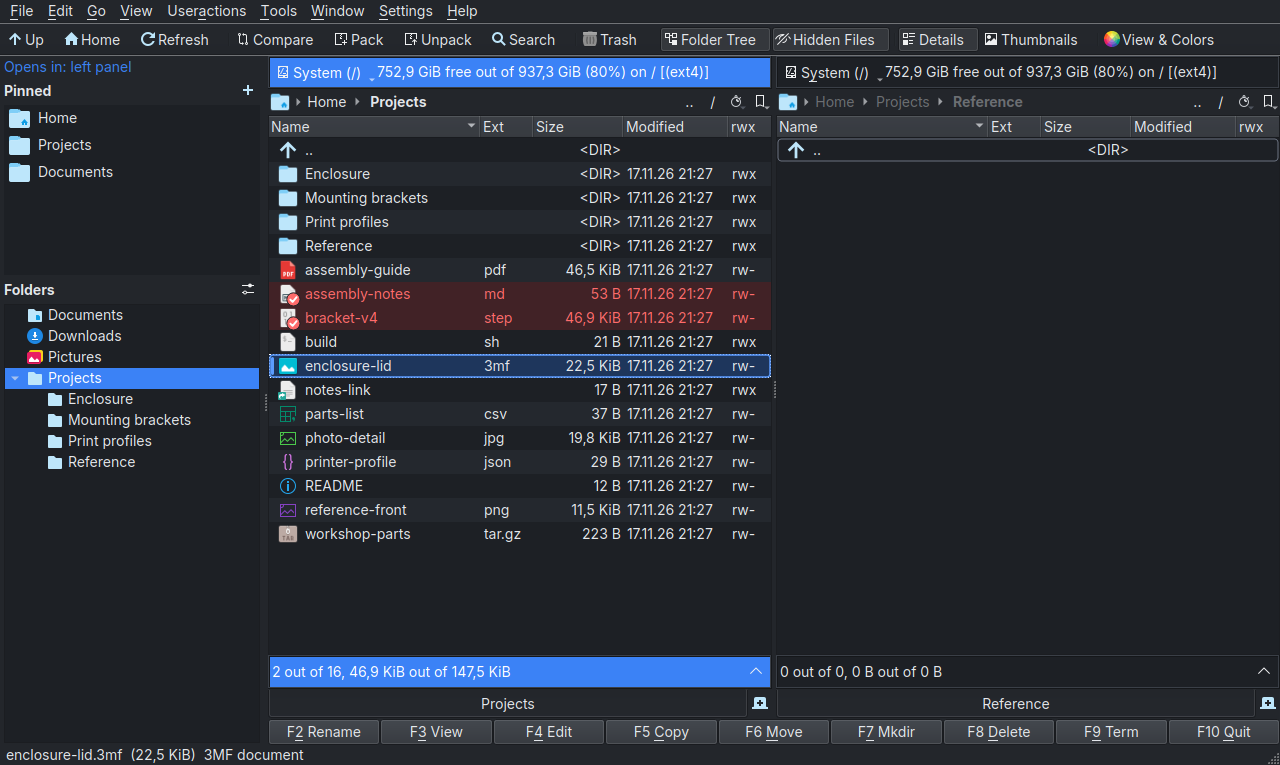 File Edit Go View Useractions Tools Window Settings Help
Up Home Refresh Compare Pack Unpack Search Trash Folder Tree Hidden Files Details Thumbnails View & Colors
Opens in: left panel
Pinned +
Home
Projects
Documents
Folders
Documents
Downloads
Pictures
Projects
Enclosure
Mounting brackets
Print profiles
Reference
System (/) 752,9 GiB free out of 937,3 GiB (80%) on / [(ext4)]
Home Projects .. /
Name Ext Size Modified rwx
.. <DIR>
Enclosure <DIR> 17.11.26 21:27 rwx
Mounting brackets <DIR> 17.11.26 21:27 rwx
Print profiles <DIR> 17.11.26 21:27 rwx
Reference <DIR> 17.11.26 21:27 rwx
assembly-guide pdf 46,5 KiB 17.11.26 21:27 rw-
assembly-notes md 53 B 17.11.26 21:27 rw-
bracket-v4 step 46,9 KiB 17.11.26 21:27 rw-
build sh 21 B 17.11.26 21:27 rwx
enclosure-lid 3mf 22,5 KiB 17.11.26 21:27 rw-
notes-link 17 B 17.11.26 21:27 rwx
parts-list csv 37 B 17.11.26 21:27 rw-
photo-detail jpg 19,8 KiB 17.11.26 21:27 rw-
printer-profile json 29 B 17.11.26 21:27 rw-
README 12 B 17.11.26 21:27 rw-
reference-front png 11,5 KiB 17.11.26 21:27 rw-
workshop-parts tar.gz 223 B 17.11.26 21:27 rw-
2 out of 16, 46,9 KiB out of 147,5 KiB
Projects
System (/) 752,9 GiB free out of 937,3 GiB (80%) on / [(ext4)]
Home Projects Reference .. /
Name Ext Size Modified rwx
.. <DIR>
0 out of 0, 0 B out of 0 B
Reference
F2 Rename F3 View F4 Edit F5 Copy F6 Move F7 Mkdir F8 Delete F9 Term F10 Quit
enclosure-lid.3mf (22,5 KiB) 3MF document